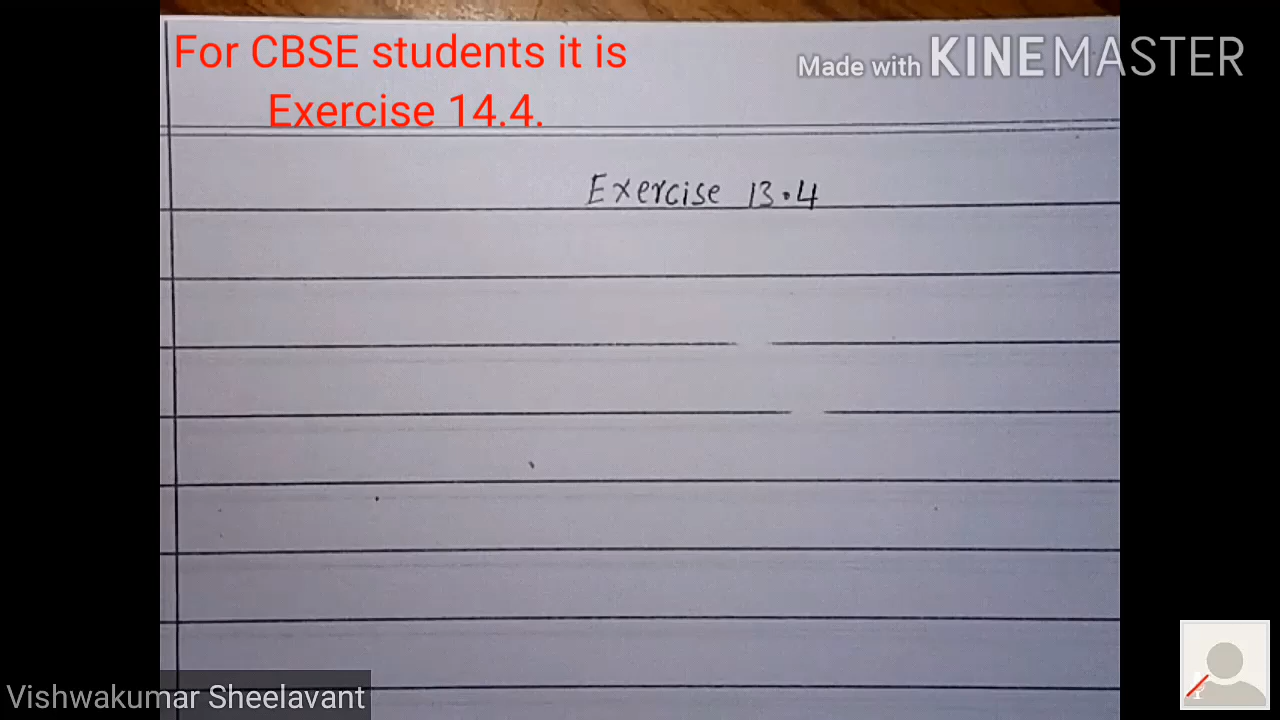 For CBSE students it is
Exercise 14.4.
Made with KINEMASTER
Exercise 13.4
Vishwakumar Sheelavant